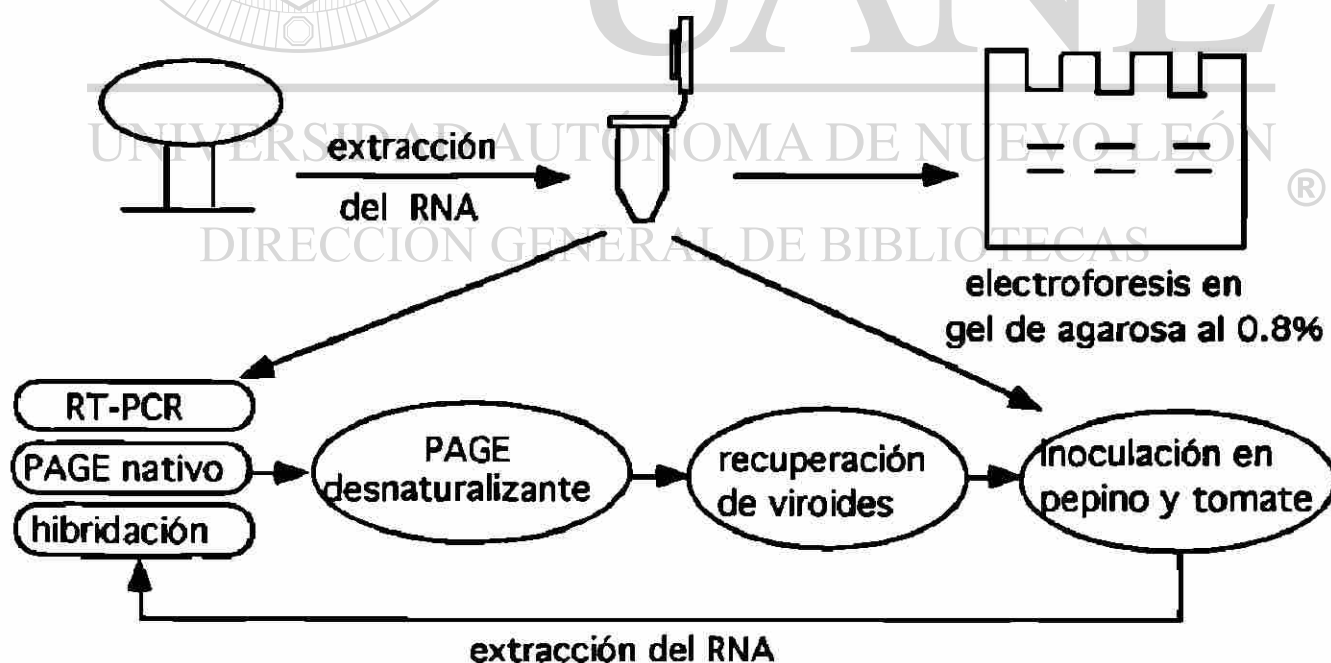 UNIVERSIDAD AUTÓNOMA DE NUEVO LEÓN
®
DIRECCIÓN GENERAL DE BIBLIOTECAS
extracción
del RNA
electroforesis en
gel de agarosa al 0.8%
RT-PCR
PAGE nativo
hibridación
PAGE
desnaturalizante
recuperación
de viroides
inoculación en
pepino y tomate
extracción del RNA